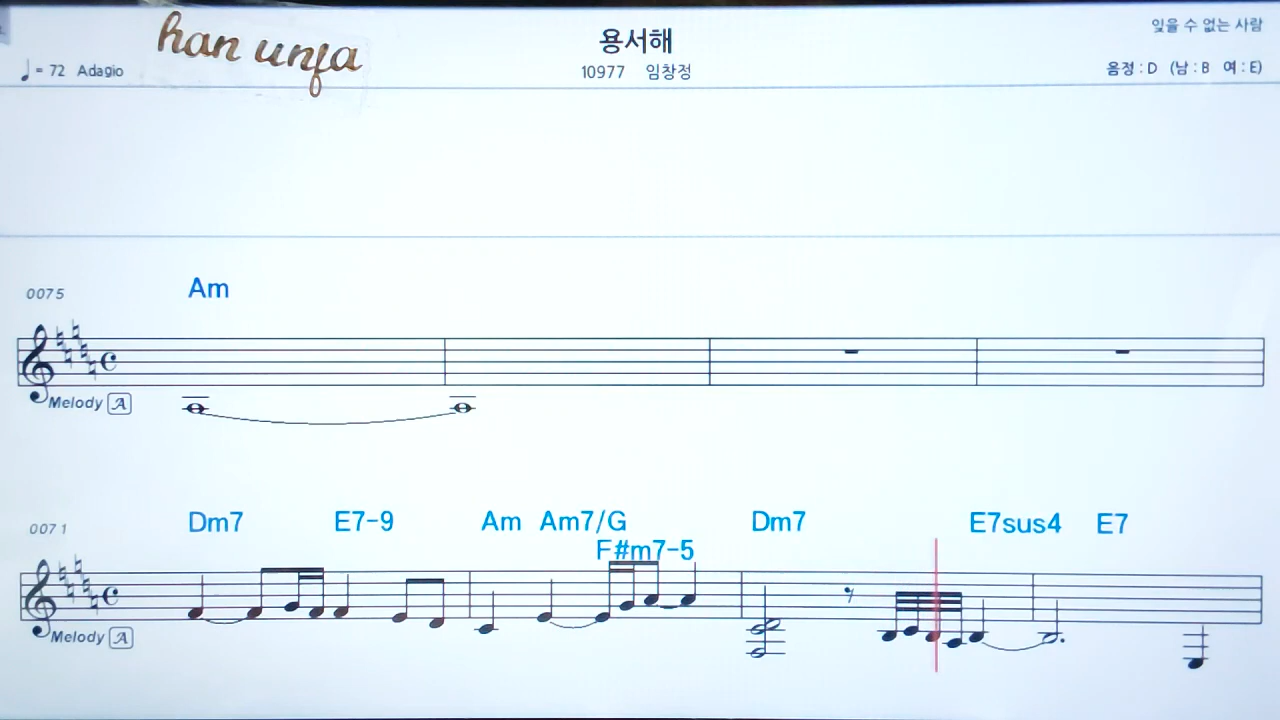 han unfa
용서해
잊을 수 없는 사람
♩= 72 Adagio
10977 임창정
음정 : D (남 : B 여 : E)
0075
Am
Melody A
0071
Dm7 E7-9 Am Am7/G Dm7 E7sus4 E7
F#m7-5
Melody A